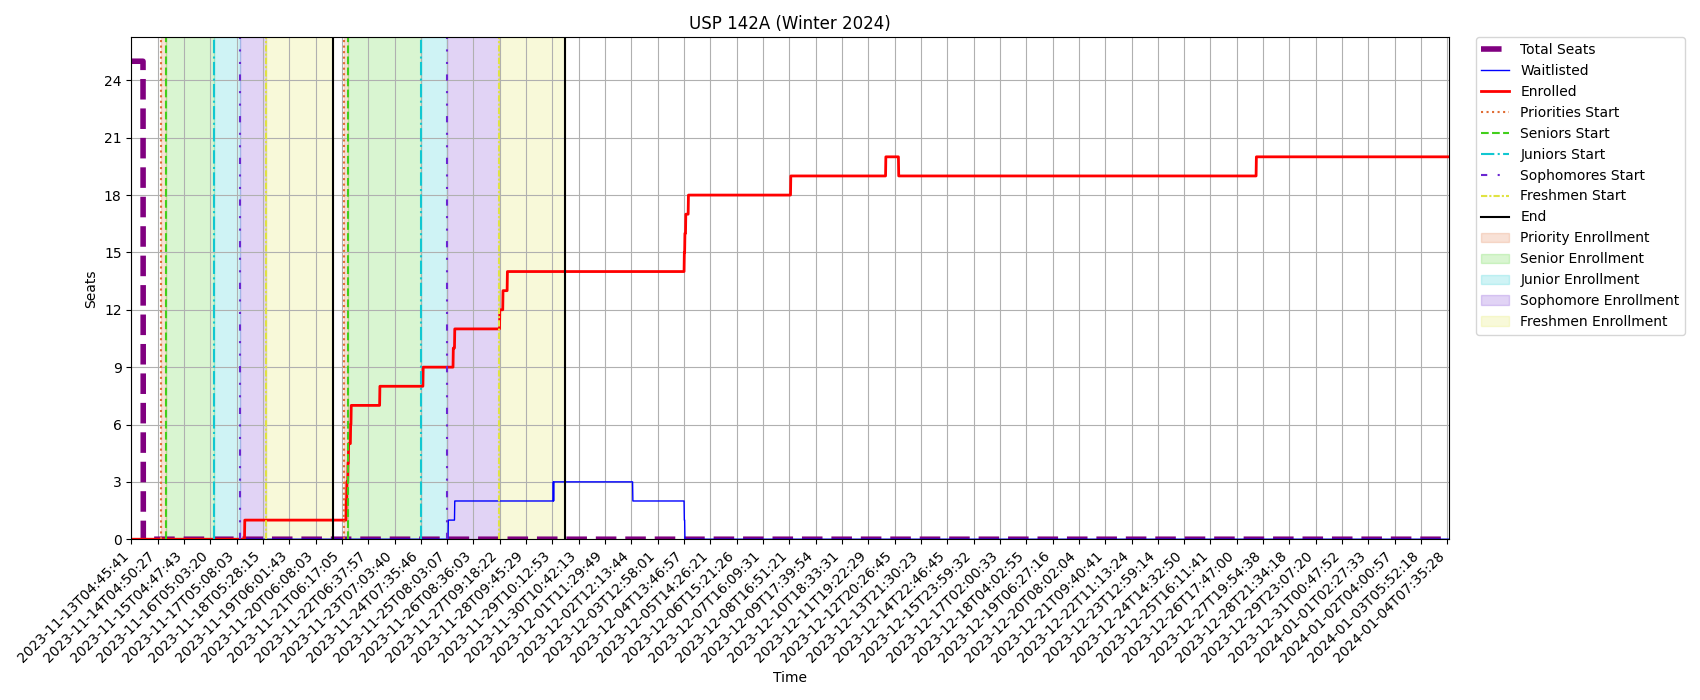 USP 142A (Winter 2024)
Seats
24
21
18
15
12
9
6
3
0
2023-11-13T04:45:41
2023-11-14T04:50:27
2023-11-15T04:47:43
2023-11-16T05:03:20
2023-11-17T05:08:03
2023-11-18T05:28:15
2023-11-19T06:01:43
2023-11-20T06:08:03
2023-11-21T06:17:05
2023-11-22T06:37:57
2023-11-23T07:03:40
2023-11-24T07:35:46
2023-11-25T08:03:07
2023-11-26T08:36:03
2023-11-27T09:18:22
2023-11-28T09:45:29
2023-11-29T10:12:53
2023-11-30T10:42:13
2023-12-01T11:29:49
2023-12-02T12:13:44
2023-12-03T12:58:01
2023-12-04T13:46:57
2023-12-05T14:26:21
2023-12-06T15:21:26
2023-12-07T16:09:31
2023-12-08T16:51:21
2023-12-09T17:39:54
2023-12-10T18:33:31
2023-12-11T19:22:29
2023-12-12T20:26:45
2023-12-13T21:30:23
2023-12-14T22:46:45
2023-12-15T23:59:32
2023-12-17T02:00:33
2023-12-18T04:02:55
2023-12-19T06:27:16
2023-12-20T08:02:04
2023-12-21T09:40:41
2023-12-22T11:13:24
2023-12-23T12:59:14
2023-12-24T14:32:50
2023-12-25T16:11:41
2023-12-26T17:47:00
2023-12-27T19:54:38
2023-12-28T21:34:18
2023-12-29T23:07:20
2023-12-31T00:47:52
2024-01-01T02:27:33
2024-01-02T04:00:57
2024-01-03T05:52:18
2024-01-04T07:35:28
Time
Total Seats
Waitlisted
Enrolled
Priorities Start
Seniors Start
Juniors Start
Sophomores Start
Freshmen Start
End
Priority Enrollment
Senior Enrollment
Junior Enrollment
Sophomore Enrollment
Freshmen Enrollment